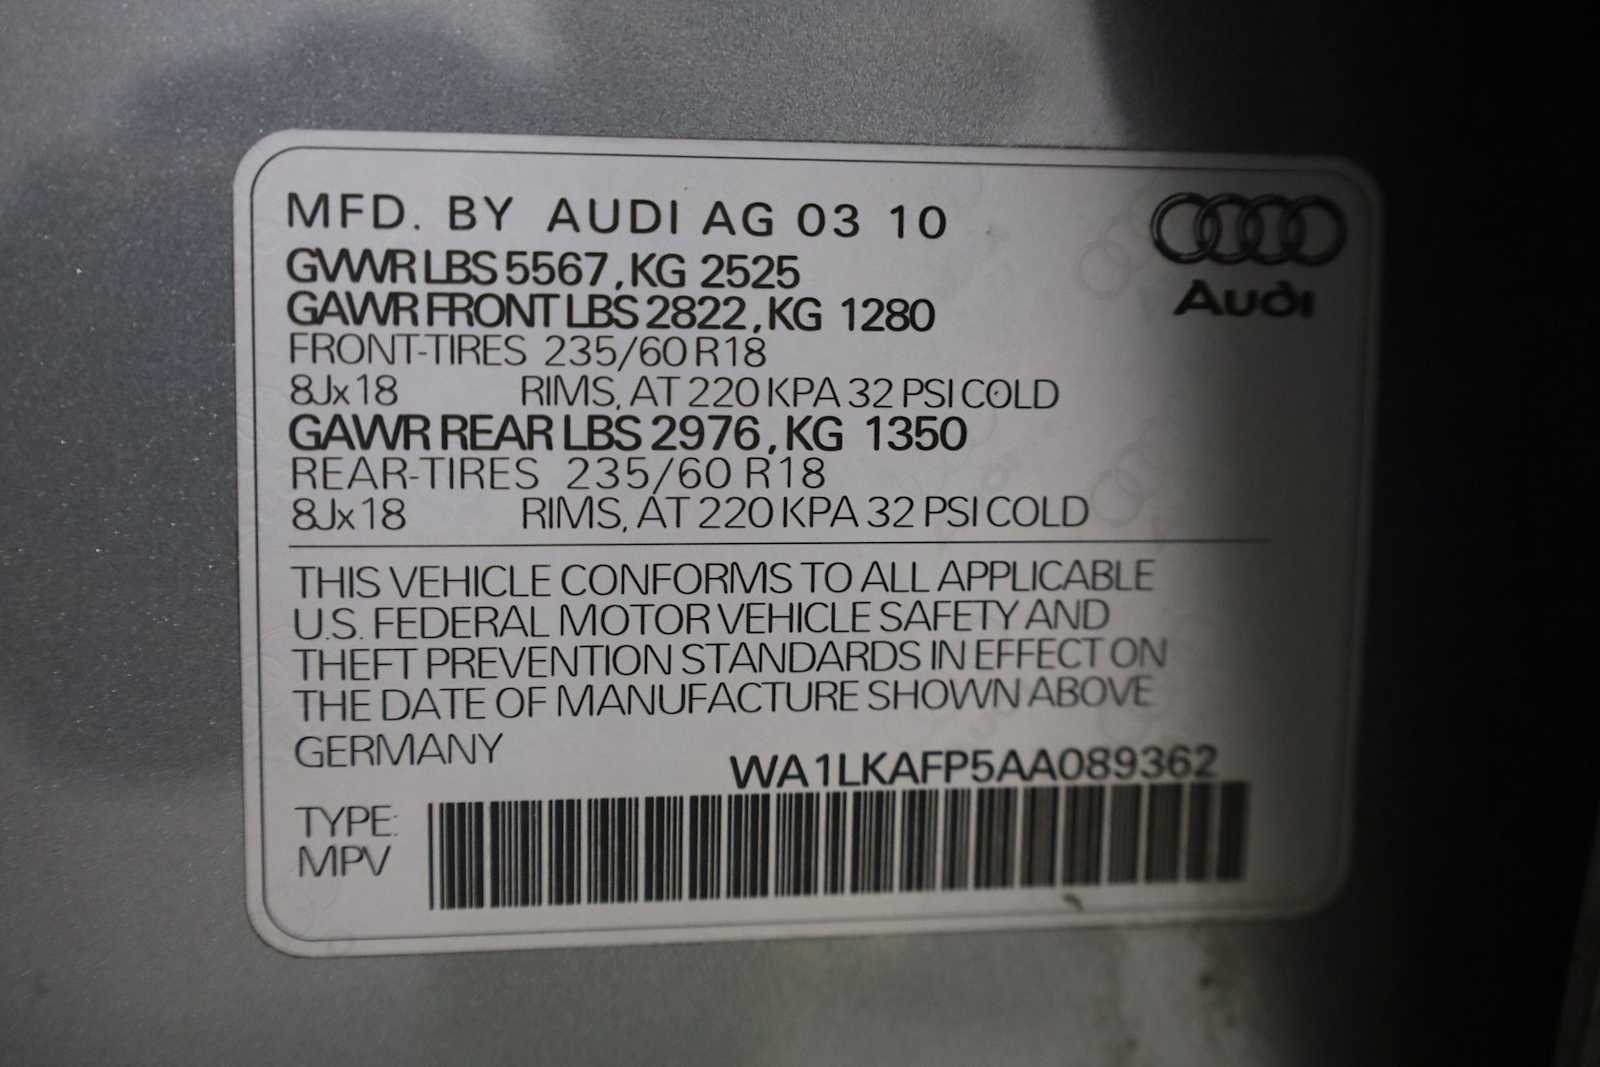 MFD. BY AUDI AG 03 10
GVWR LBS 5567, KG 2525
GAWR FRONT LBS 2822, KG 1280
FRONT-TIRES 235/60 R18
8Jx18 RIMS, AT 220 KPA 32 PSI COLD
GAWR REAR LBS 2976, KG 1350
REAR-TIRES 235/60 R18
8Jx18 RIMS, AT 220 KPA 32 PSI COLD
Audi
THIS VEHICLE CONFORMS TO ALL APPLICABLE
U.S. FEDERAL MOTOR VEHICLE SAFETY AND
THEFT PREVENTION STANDARDS IN EFFECT ON
THE DATE OF MANUFACTURE SHOWN ABOVE
GERMANY
WA1LKAFP5AA089362
TYPE:
MPV